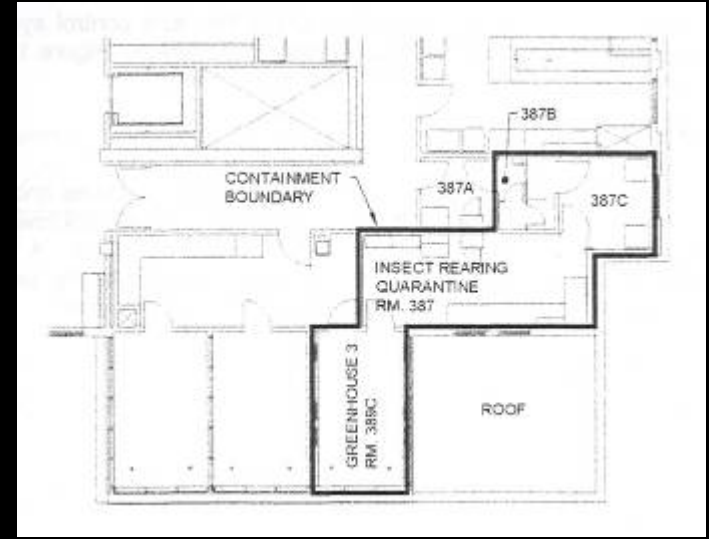 387B
CONTAINMENT
BOUNDARY
387A
387C
INSECT REARING
QUARANTINE
RM. 387
GREENHOUSE 3
RM. 389C
ROOF